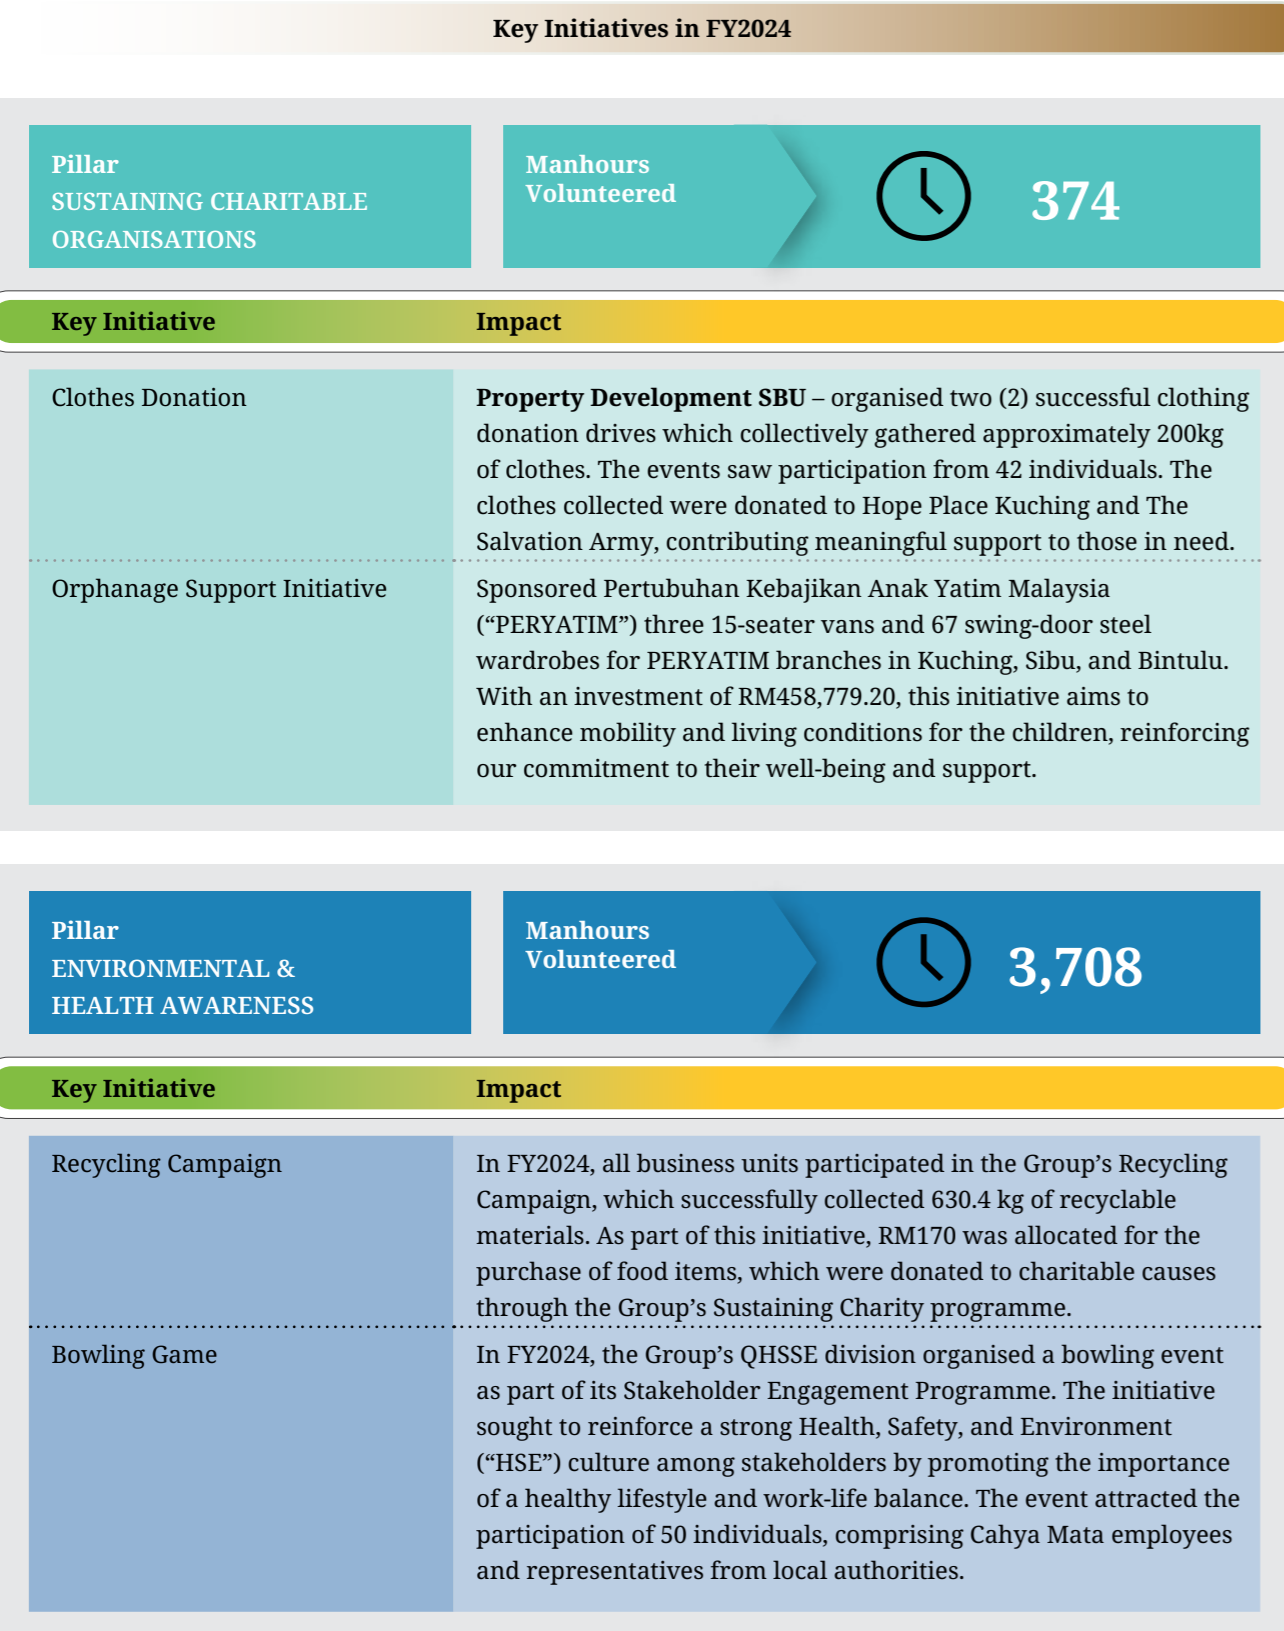 Key Initiatives in FY2024
Pillar
SUSTAINING CHARITABLE
ORGANISATIONS
Manhours
Volunteered
374
Key Initiative
Impact
Clothes Donation
Property Development SBU – organised two (2) successful clothing
donation drives which collectively gathered approximately 200kg
of clothes. The events saw participation from 42 individuals. The
clothes collected were donated to Hope Place Kuching and The
Salvation Army, contributing meaningful support to those in need.
Orphanage Support Initiative
Sponsored Pertubuhan Kebajikan Anak Yatim Malaysia
(“PERYATIM”) three 15-seater vans and 67 swing-door steel
wardrobes for PERYATIM branches in Kuching, Sibu, and Bintulu.
With an investment of RM458,779.20, this initiative aims to
enhance mobility and living conditions for the children, reinforcing
our commitment to their well-being and support.
Pillar
ENVIRONMENTAL &
HEALTH AWARENESS
Manhours
Volunteered
3,708
Key Initiative
Impact
Recycling Campaign
In FY2024, all business units participated in the Group’s Recycling
Campaign, which successfully collected 630.4 kg of recyclable
materials. As part of this initiative, RM170 was allocated for the
purchase of food items, which were donated to charitable causes
through the Group’s Sustaining Charity programme.
Bowling Game
In FY2024, the Group’s QHSSE division organised a bowling event
as part of its Stakeholder Engagement Programme. The initiative
sought to reinforce a strong Health, Safety, and Environment
(“HSE”) culture among stakeholders by promoting the importance
of a healthy lifestyle and work-life balance. The event attracted the
participation of 50 individuals, comprising Cahya Mata employees
and representatives from local authorities.